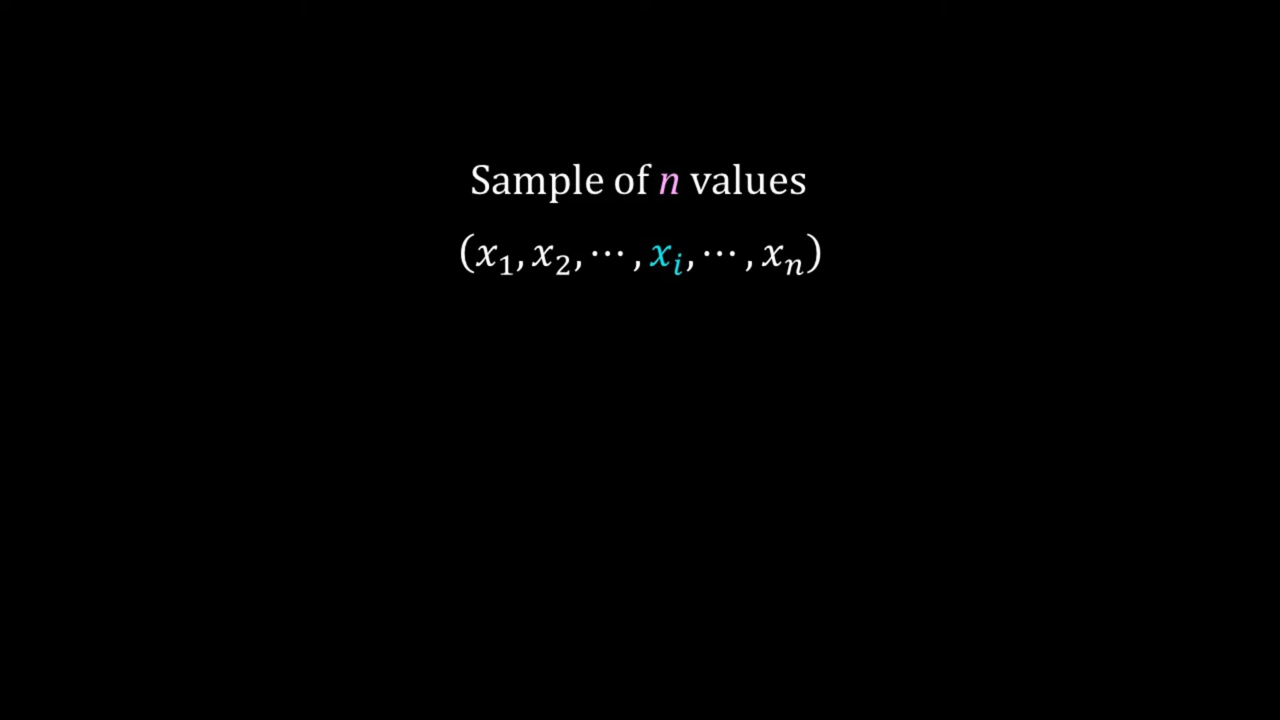 Sample of n values
(x₁, x₂, ⋯ , xᵢ, ⋯ , xₙ)